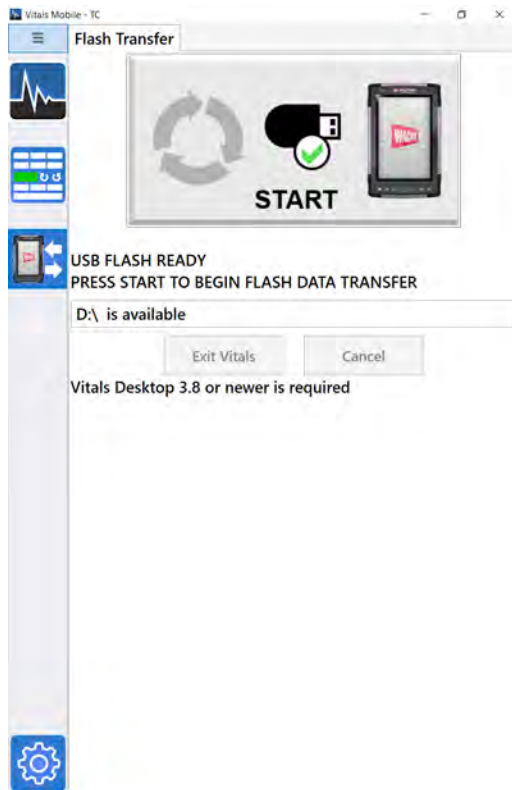 Vitals Mobile - TC
Flash Transfer
START
USB FLASH READY
PRESS START TO BEGIN FLASH DATA TRANSFER
D:\ is available
Exit Vitals
Cancel
Vitals Desktop 3.8 or newer is required